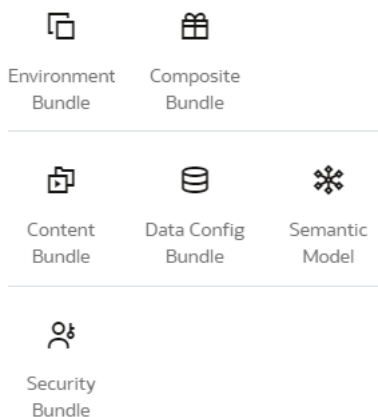 Environment Bundle
Composite Bundle
Content Bundle
Data Config Bundle
Semantic Model
Security Bundle